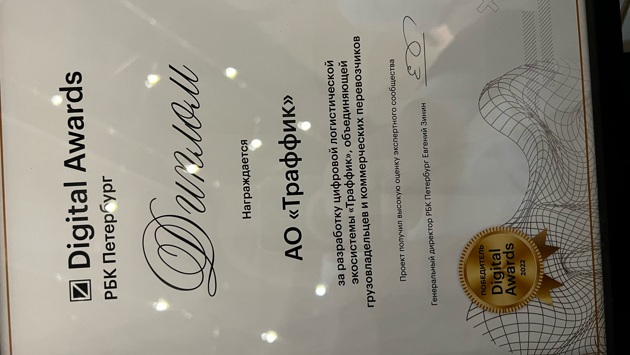 Digital Awards
РБК Петербург
Диплом
Награждается
АО «Траффик»
за разработку цифровой логистической
экосистемы «Траффик», объединяющей
грузовладельцев и коммерческих перевозчиков
Проект получил высокую оценку экспертного сообщества
Генеральный директор РБК Петербург Евгений Зинин
ПОБЕДИТЕЛЬ
Digital
Awards
2022